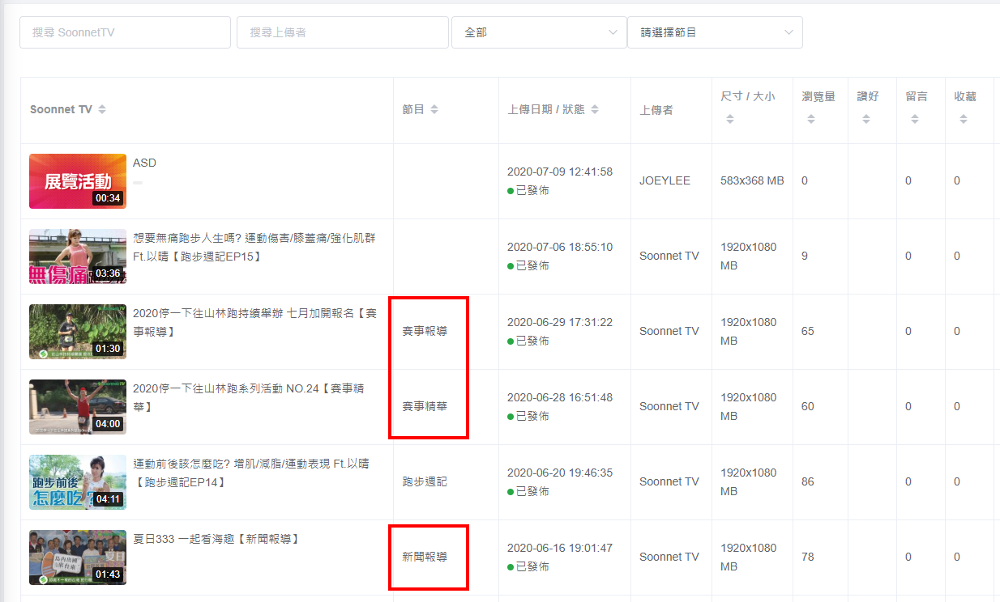 搜尋 SoonnetTV
搜尋上傳者
全部
請選擇節目
Soonnet TV
節目
上傳日期 / 狀態
上傳者
尺寸 / 大小
瀏覽量
讚好
留言
收藏
展覽活動
00:34
ASD
2020-07-09 12:41:58
已發佈
JOEYLEE
583x368 MB
0
0
0
無傷痛
03:36
想要無痛跑步人生嗎? 運動傷害/膝蓋痛/強化肌群
Ft.以晴【跑步週記EP15】
2020-07-06 18:55:10
已發佈
Soonnet TV
1920x1080
MB
9
0
0
01:30
2020停一下往山林跑持續舉辦 七月加開報名【賽
事報導】
賽事報導
2020-06-29 17:31:22
已發佈
Soonnet TV
1920x1080
MB
65
0
0
04:00
2020停一下往山林跑系列活動 NO.24【賽事精
華】
賽事精華
2020-06-28 16:51:48
已發佈
Soonnet TV
1920x1080
MB
60
0
0
跑步前後
怎麼吃?
04:11
運動前後該怎麼吃? 增肌/減脂/運動表現 Ft.以晴
【跑步週記EP14】
跑步週記
2020-06-20 19:46:35
已發佈
Soonnet TV
1920x1080
MB
86
0
0
島內出國
來台東
夏日
01:43
夏日333 一起看海趣【新聞報導】
新聞報導
2020-06-16 19:01:47
已發佈
Soonnet TV
1920x1080
MB
78
0
0